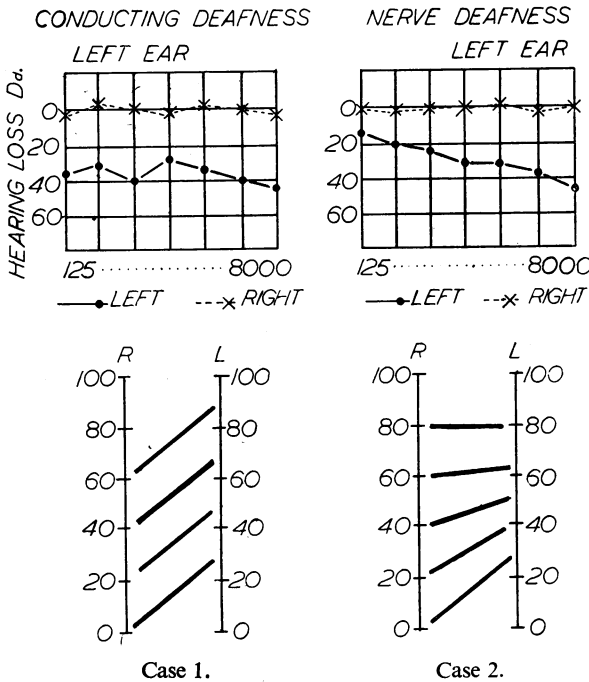 CONDUCTING DEAFNESS
LEFT EAR
HEARING LOSS Dd.
0
20
40
60
125 8000
LEFT RIGHT
NERVE DEAFNESS
LEFT EAR
0
20
40
60
125 8000
LEFT RIGHT
R L
100 100
80 80
60 60
40 40
20 20
0 0
Case 1.
R L
100 100
80 80
60 60
40 40
20 20
0 0
Case 2.